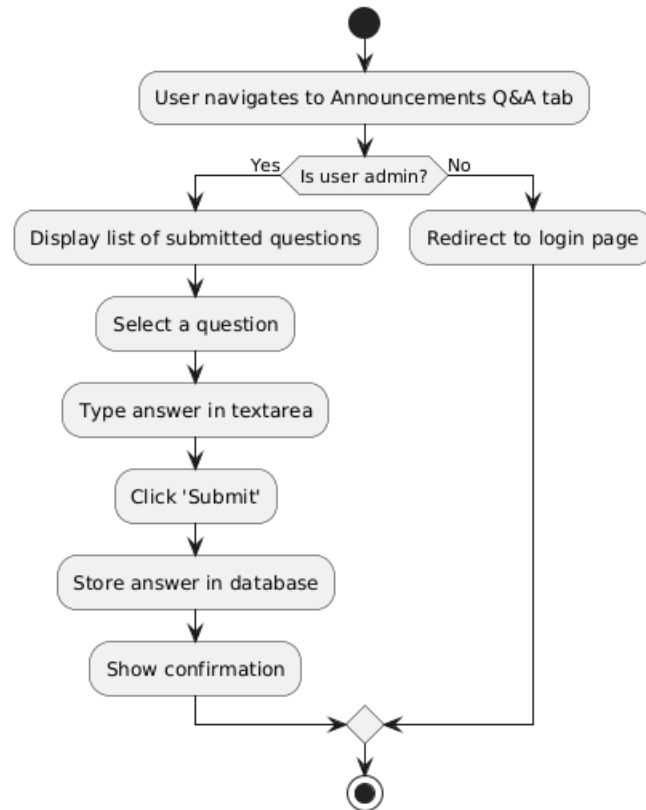 User navigates to Announcements Q&A tab
Yes
Is user admin?
No
Display list of submitted questions
Redirect to login page
Select a question
Type answer in textarea
Click 'Submit'
Store answer in database
Show confirmation